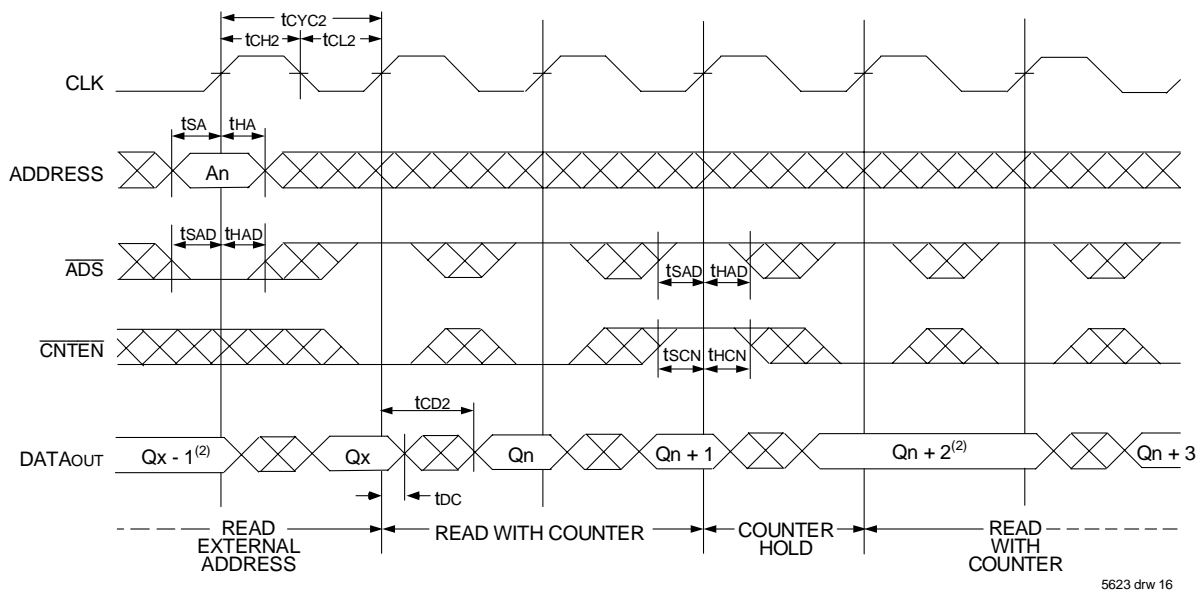 tCYC2
tCH2 tCL2
CLK
tSA tHA
ADDRESS An
tSAD tHAD
ADS
tSAD tHAD
CNTEN
tSCN tHCN
tCD2
DATAOUT Qx - 1(2) Qx Qn Qn + 1 Qn + 2(2) Qn + 3
tDC
READ EXTERNAL ADDRESS
READ WITH COUNTER
COUNTER HOLD
READ WITH COUNTER
5623 drw 16